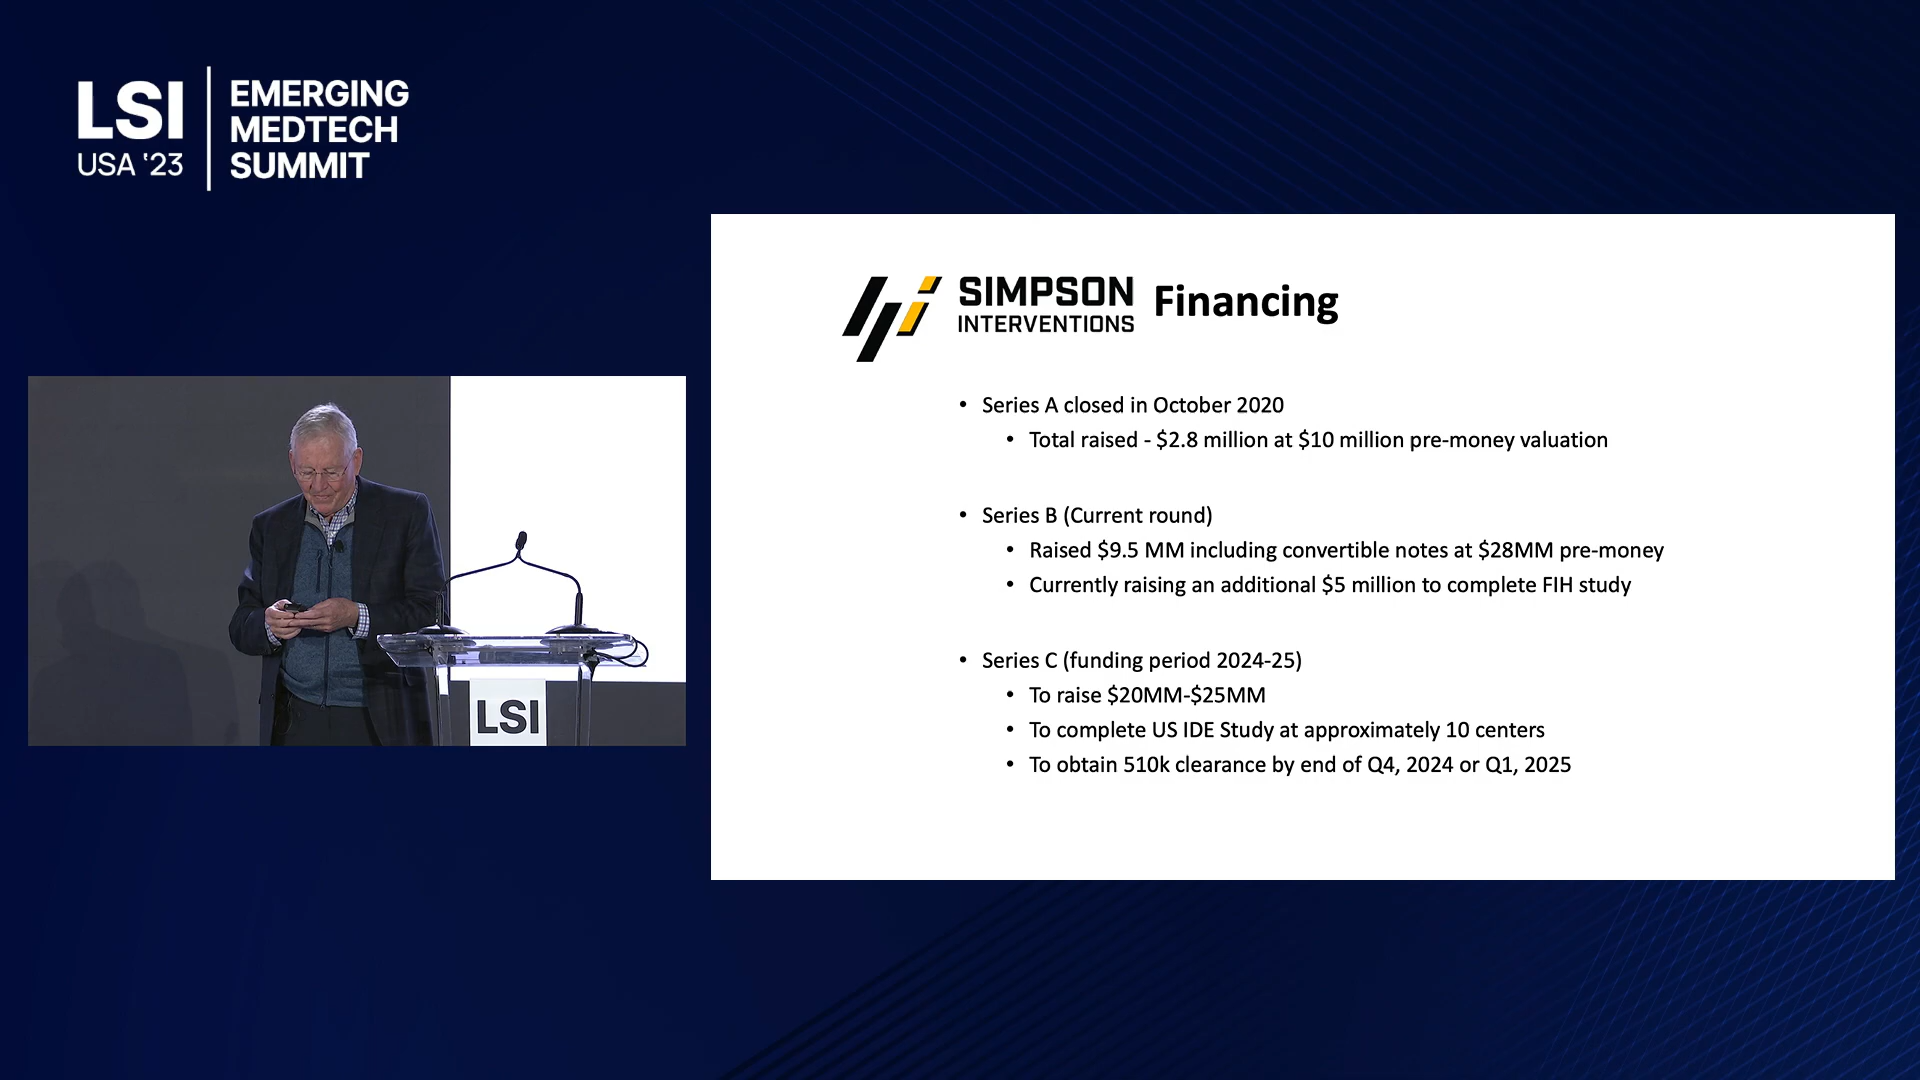 LSI
USA '23
EMERGING
MEDTECH
SUMMIT
SIMPSON
INTERVENTIONS
Financing
• Series A closed in October 2020
• Total raised - $2.8 million at $10 million pre-money valuation
• Series B (Current round)
• Raised $9.5 MM including convertible notes at $28MM pre-money
• Currently raising an additional $5 million to complete FIH study
• Series C (funding period 2024-25)
• To raise $20MM-$25MM
• To complete US IDE Study at approximately 10 centers
• To obtain 510k clearance by end of Q4, 2024 or Q1, 2025
LSI